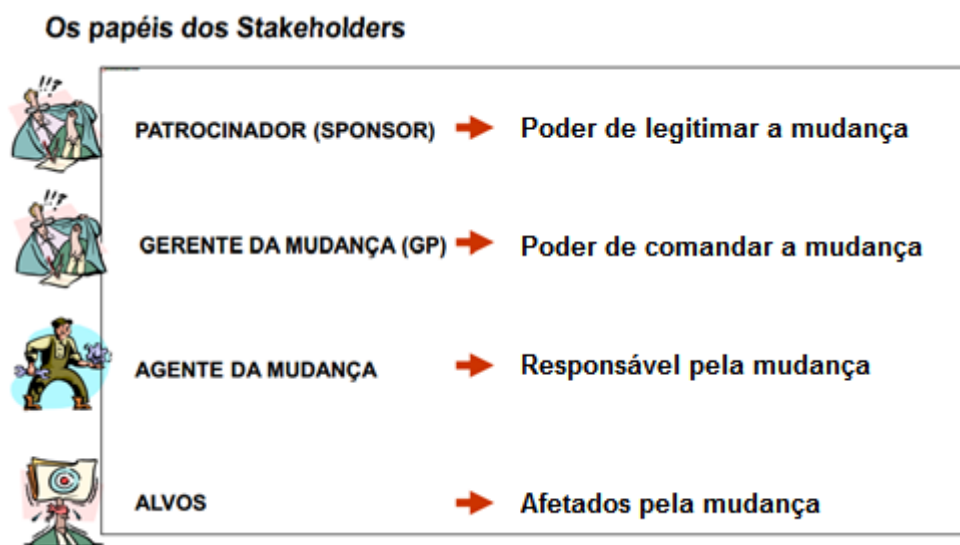 Os papéis dos Stakeholders
!!?
PATROCINADOR (SPONSOR) Poder de legitimar a mudança
!!?
GERENTE DA MUDANÇA (GP) Poder de comandar a mudança
AGENTE DA MUDANÇA Responsável pela mudança
ALVOS Afetados pela mudança